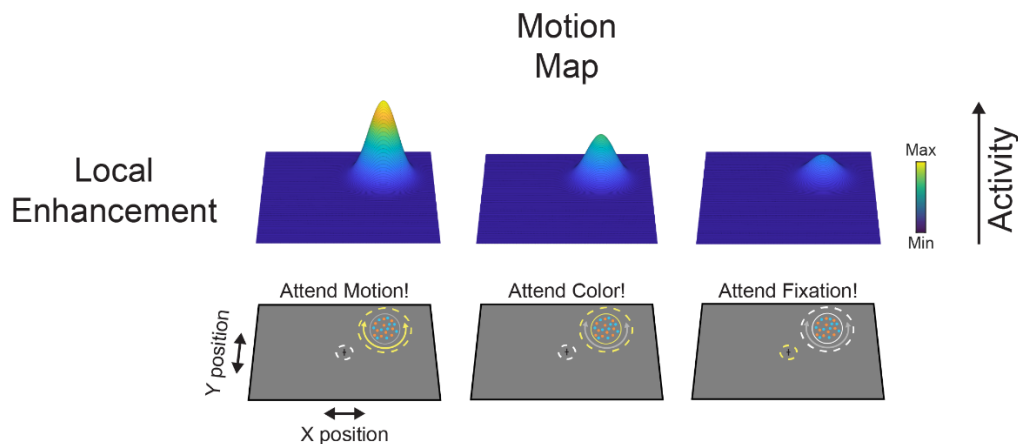 Motion
Map
Local
Enhancement
Max
Min
Activity
Attend Motion!
Attend Color!
Attend Fixation!
Y position
X position